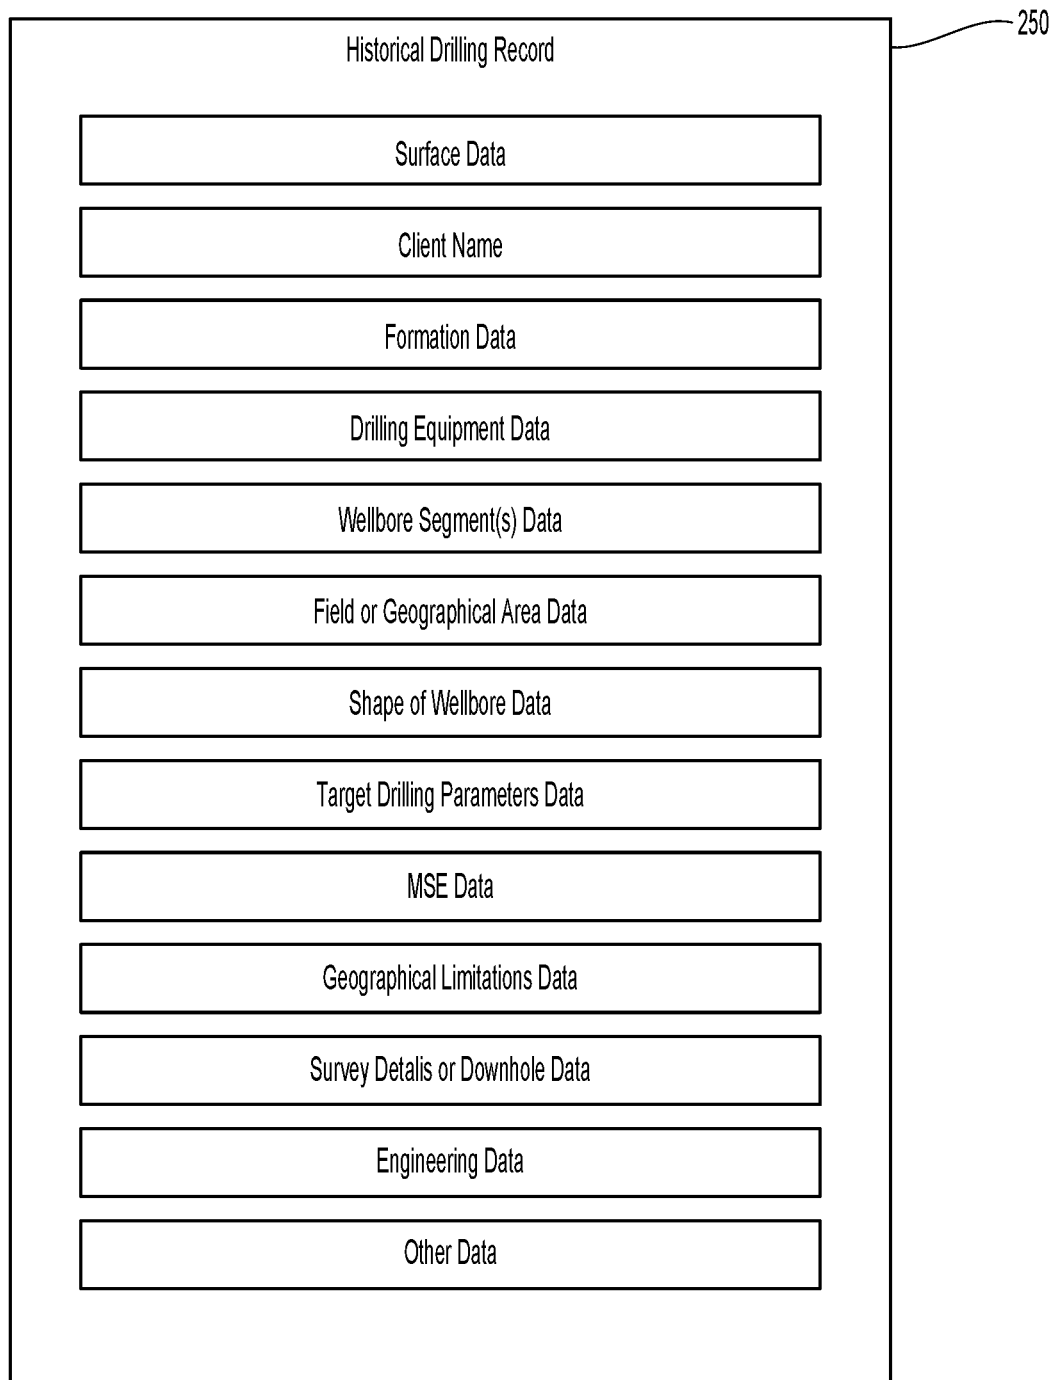 250
Historical Drilling Record
Surface Data
Client Name
Formation Data
Drilling Equipment Data
Wellbore Segment(s) Data
Field or Geographical Area Data
Shape of Wellbore Data
Target Drilling Parameters Data
MSE Data
Geographical Limitations Data
Survey Detalis or Downhole Data
Engineering Data
Other Data